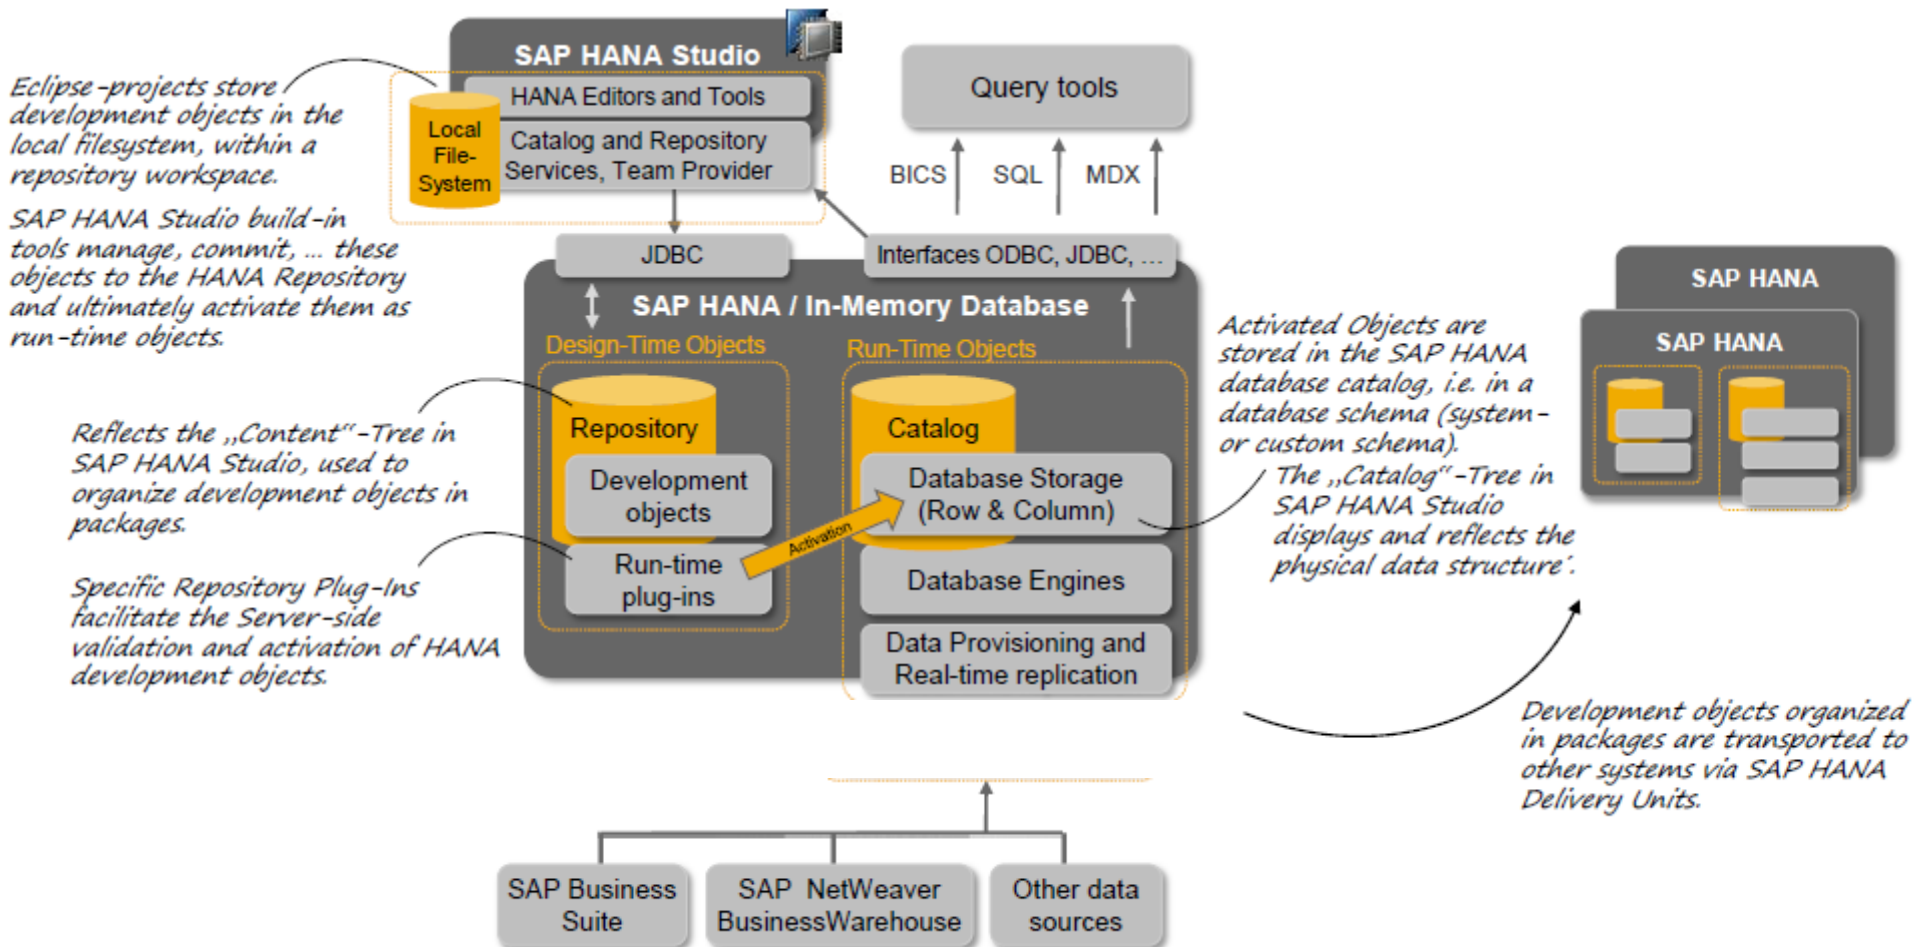 SAP HANA Studio
HANA Editors and Tools
Catalog and Repository
Services, Team Provider
Local
File-
System
Eclipse-projects store
development objects in the
local filesystem, within a
repository workspace.
SAP HANA Studio build-in
tools manage, commit, ... these
objects to the HANA Repository
and ultimately activate them as
run-time objects.
Query tools
BICS
SQL
MDX
JDBC
Interfaces ODBC, JDBC, ...
SAP HANA / In-Memory Database
Design-Time Objects
Run-Time Objects
Repository
Development
objects
Run-time
plug-ins
Activation
Catalog
Database Storage
(Row & Column)
Database Engines
Data Provisioning and
Real-time replication
Reflects the „Content“-Tree in
SAP HANA Studio, used to
organize development objects in
packages.
Specific Repository Plug-Ins
facilitate the Server-side
validation and activation of HANA
development objects.
Activated Objects are
stored in the SAP HANA
database catalog, i.e. in a
database schema (system-
or custom schema).
The „Catalog“-Tree in
SAP HANA Studio
displays and reflects the
physical data structure´.
SAP HANA
SAP HANA
Development objects organized
in packages are transported to
other systems via SAP HANA
Delivery Units.
SAP Business
Suite
SAP NetWeaver
BusinessWarehouse
Other data
sources